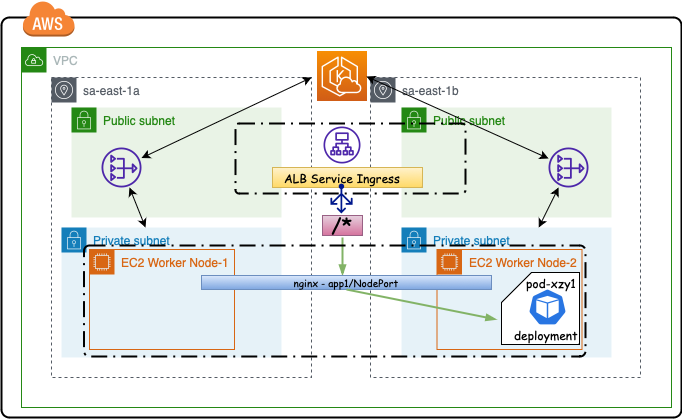 AWS
VPC
sa-east-1a
sa-east-1b
Public subnet
Public subnet
ALB Service Ingress
/*
Private subnet
Private subnet
EC2 Worker Node-1
EC2 Worker Node-2
nginx - app1/NodePort
pod-xzy1
deployment